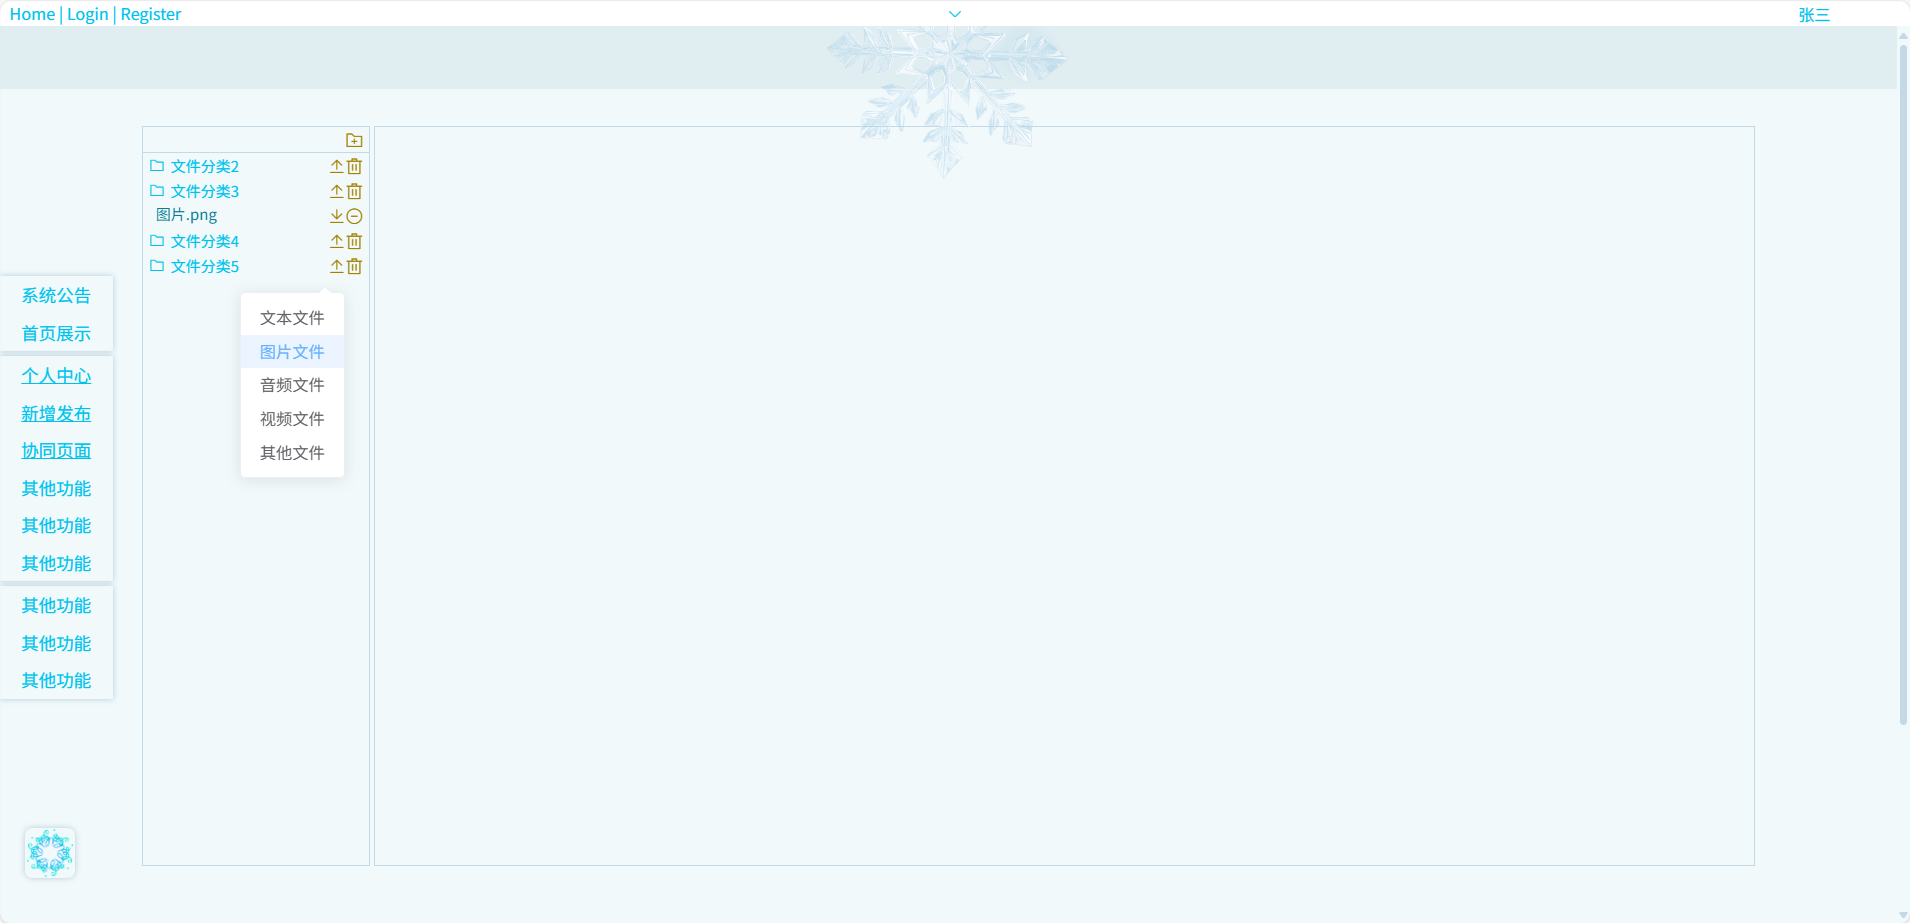 Home | Login | Register
张三
文件分类2
文件分类3
图片.png
文件分类4
文件分类5
文本文件
图片文件
音频文件
视频文件
其他文件
系统公告
首页展示
个人中心
新增发布
协同页面
其他功能
其他功能
其他功能
其他功能
其他功能
其他功能